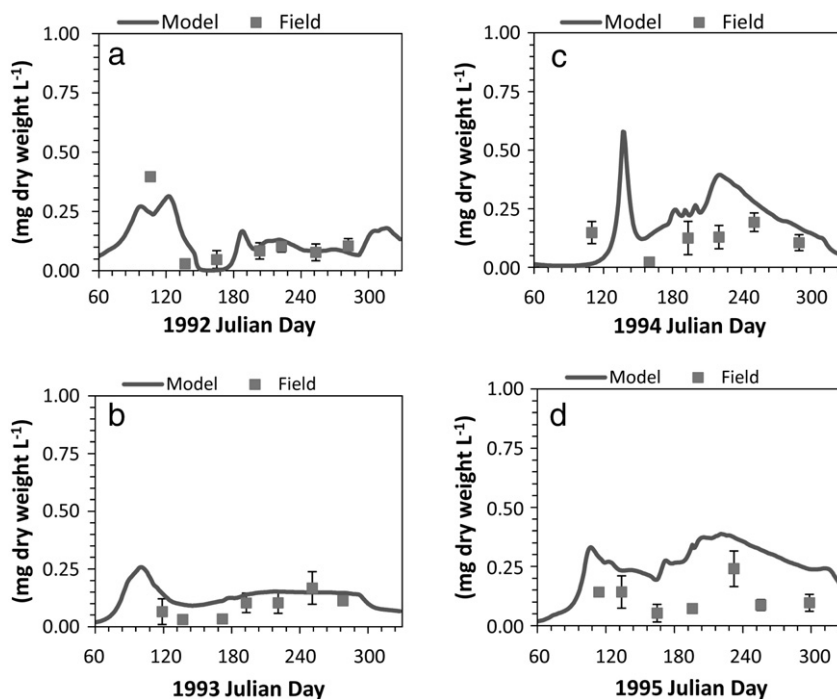 Model Field
a
(mg dry weight L-1)
1.00
0.75
0.50
0.25
0.00
60 120 180 240 300
1992 Julian Day
Model Field
c
(mg dry weight L-1)
1.00
0.75
0.50
0.25
0.00
60 120 180 240 300
1994 Julian Day
Model Field
b
(mg dry weight L-1)
1.00
0.75
0.50
0.25
0.00
60 120 180 240 300
1993 Julian Day
Model Field
d
(mg dry weight L-1)
1.00
0.75
0.50
0.25
0.00
60 120 180 240 300
1995 Julian Day